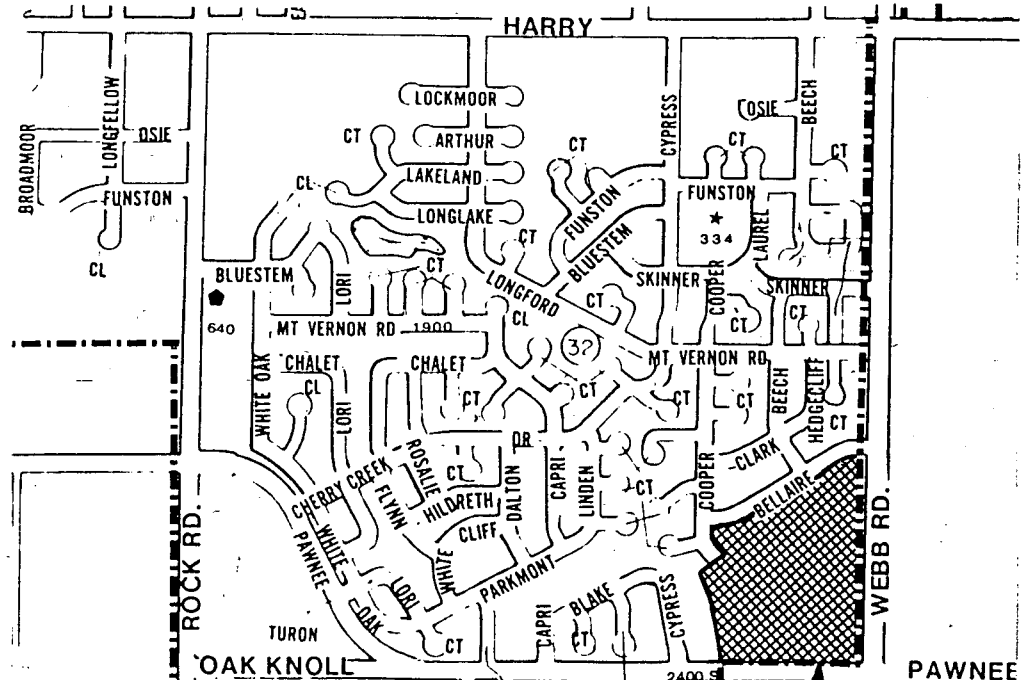 HARRY
LOCKMOOR
BROADMOOR
LONGFELLOW
OSIE
CYPRESS
OSIE
BEECH
CT
ARTHUR
CT
CT
CT
LAKELAND
CL
FUNSTON
FUNSTON
FUNSTON
LONGLAKE
334
LAUREL
CT
CL
BLUESTEM
BLUESTEM
LORI
CT
SKINNER
COOPER
SKINNER
LONGFORD
CT
640
MT VERNON RD
1900
CL
CT
CT
32
MT VERNON RD
CHALET
CHALET
CL
WHITE OAK
LORI
CT
CT
CT
CT
BEECH
HEDGECLIFF
CT
DR
CLARK
ROSALIE
CT
CHERRY CREEK
FLYNN
HILDRETH
DALTON
CAPRI
LINDEN
CT
COOPER
BELLAIRE
ROCK RD.
PAWNEE
WHITE
OAK
CLIFF
WHITE
PARKMONT
LORI
WEBB RD.
CAPRI
BLAKE
CYPRESS
TURON
CT
CT
OAK KNOLL
2400 S
PAWNEE